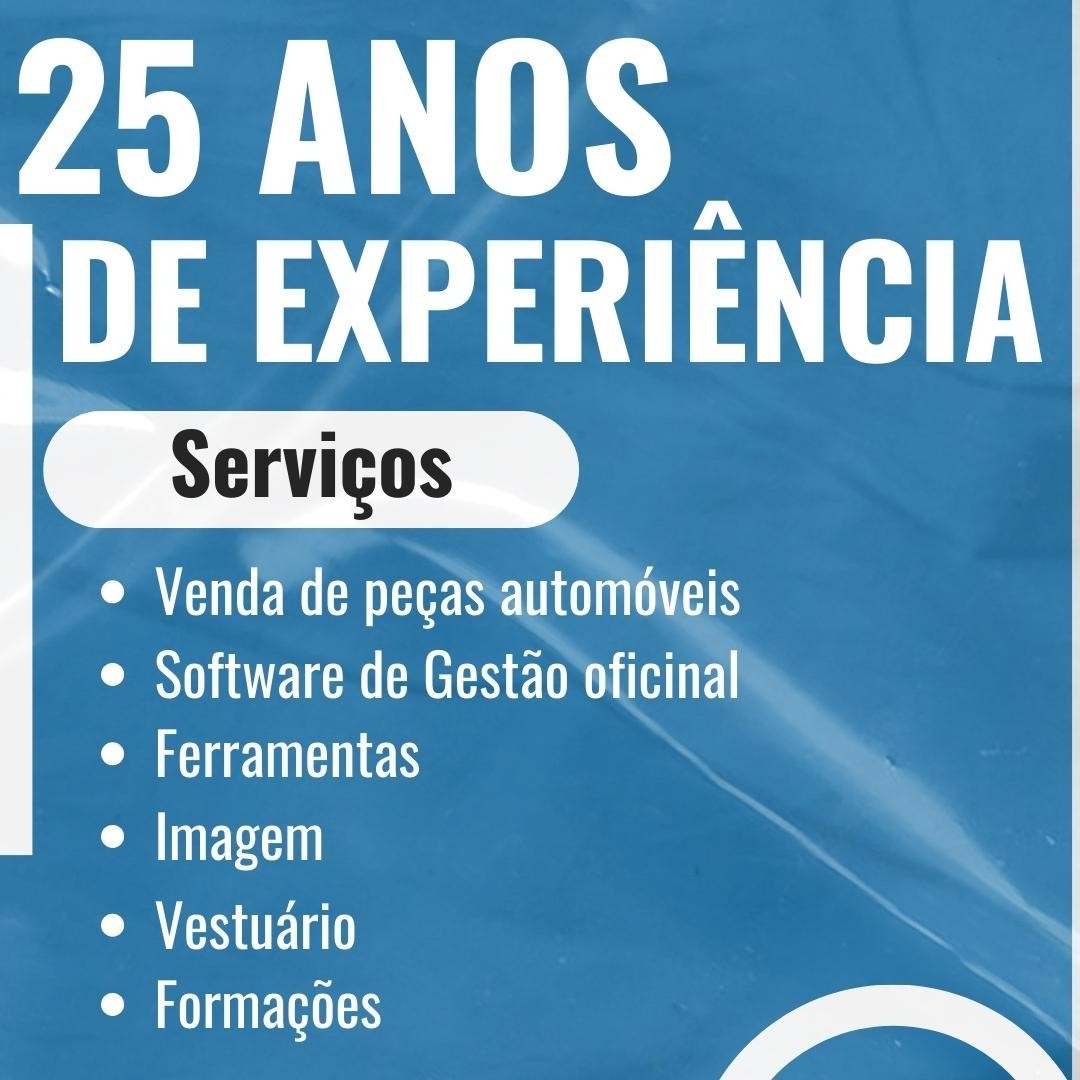 25 ANOS
DE EXPERIÊNCIA
Serviços
Venda de peças automóveis
Software de Gestão oficinal
Ferramentas
Imagem
Vestuário
Formações